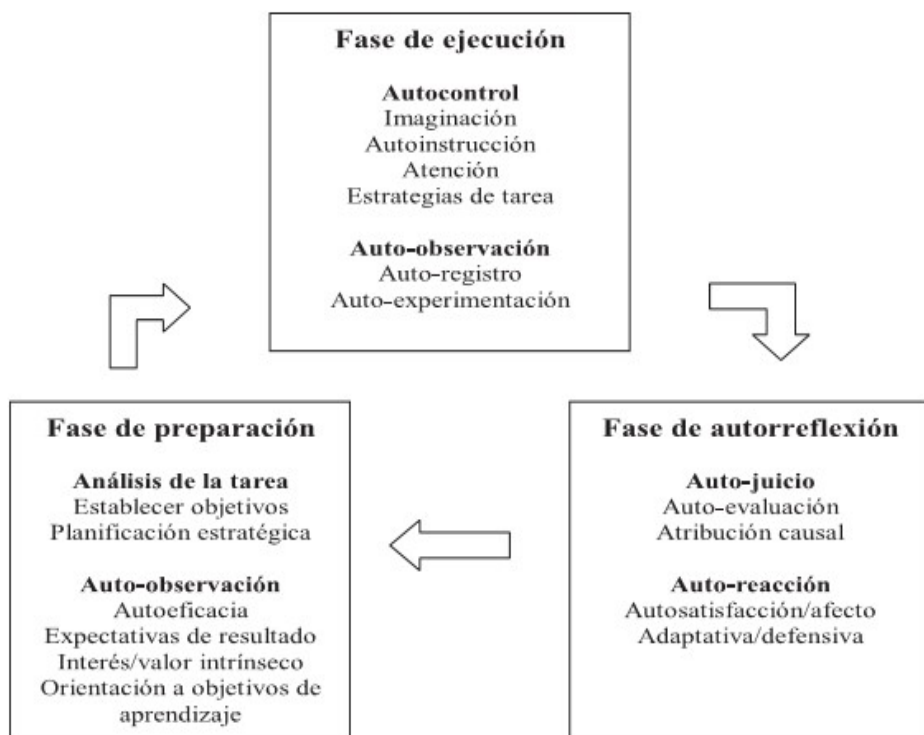 Fase de ejecución
Autocontrol
Imaginación
Autoinstrucción
Atención
Estrategias de tarea
Auto-observación
Auto-registro
Auto-experimentación
Fase de preparación
Análisis de la tarea
Establecer objetivos
Planificación estratégica
Auto-observación
Autoeficacia
Expectativas de resultado
Interés/valor intrínseco
Orientación a objetivos de
aprendizaje
Fase de autorreflexión
Auto-juicio
Auto-evaluación
Atribución causal
Auto-reacción
Autosatisfacción/afecto
Adaptativa/defensiva